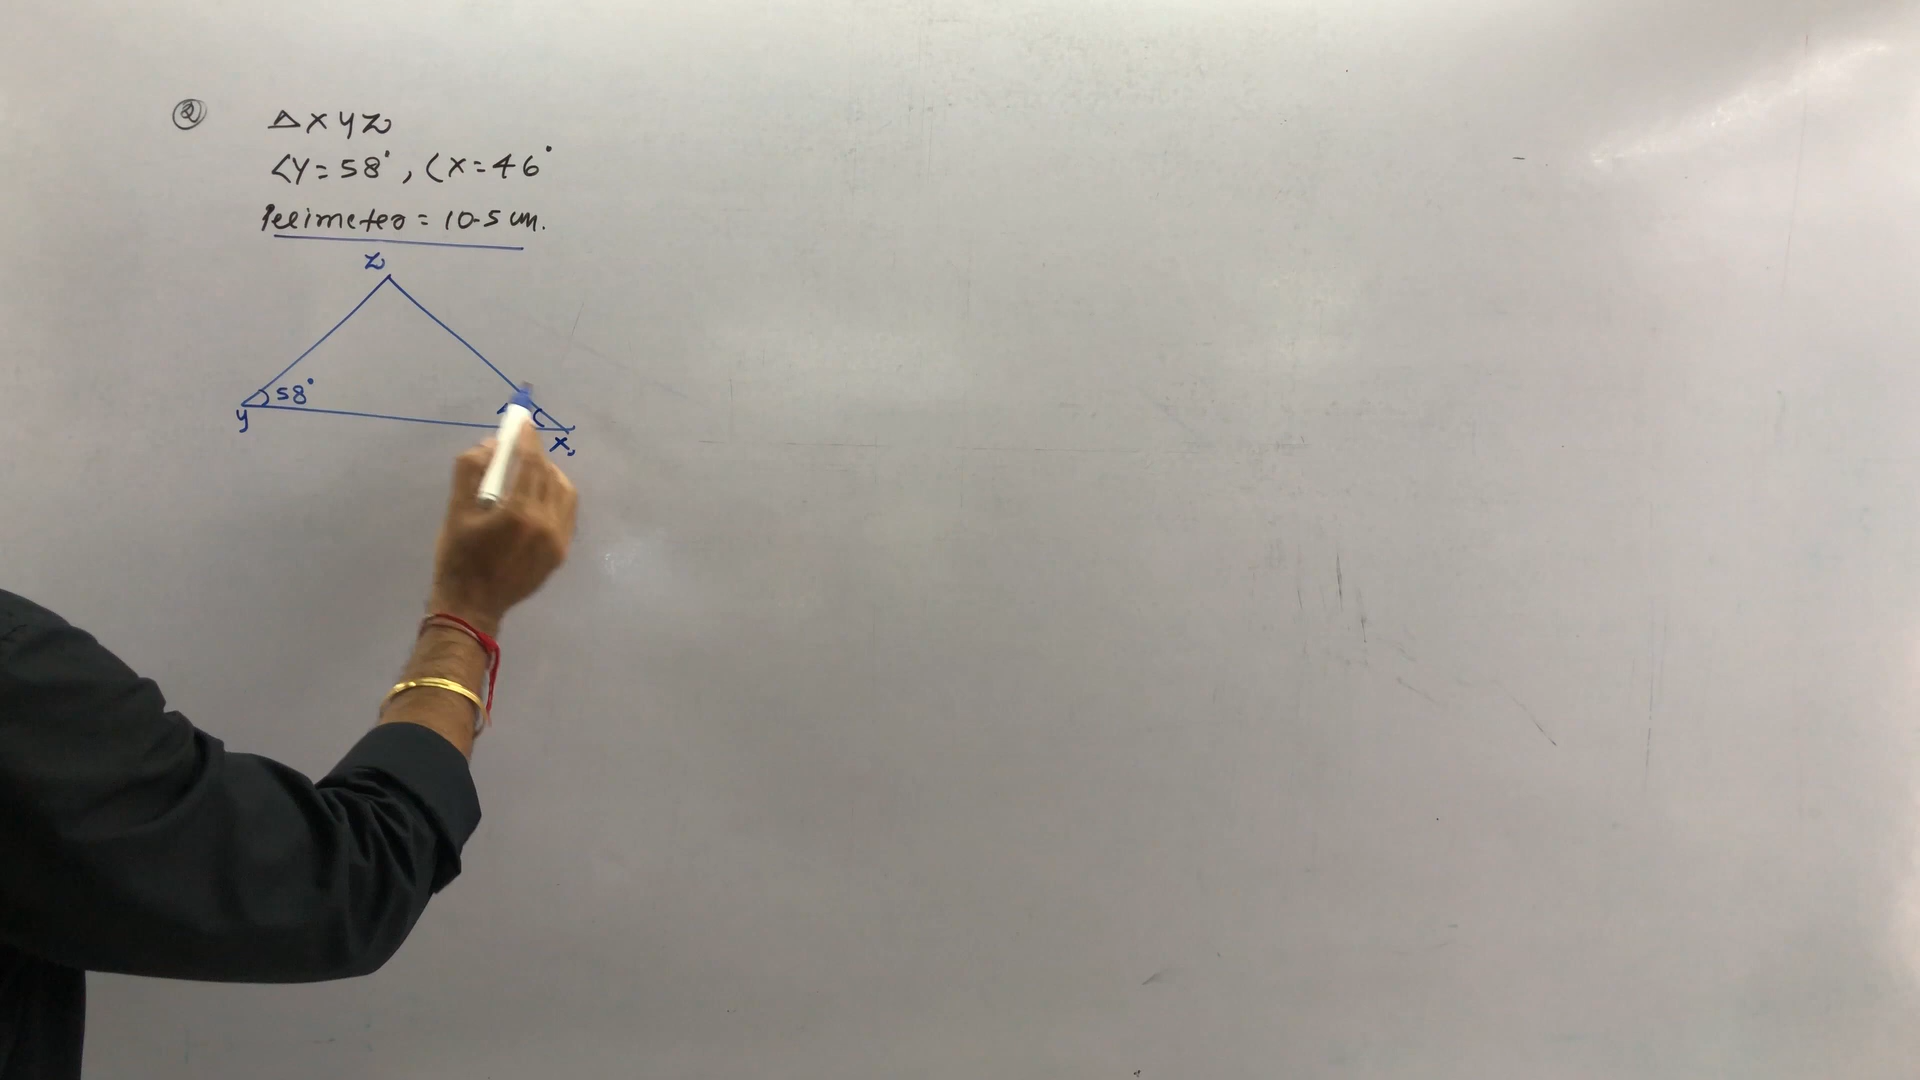 ② △XYZ
∠Y=58°, ∠X=46°
Perimeter = 10.5 cm.
Z
58°
Y
X